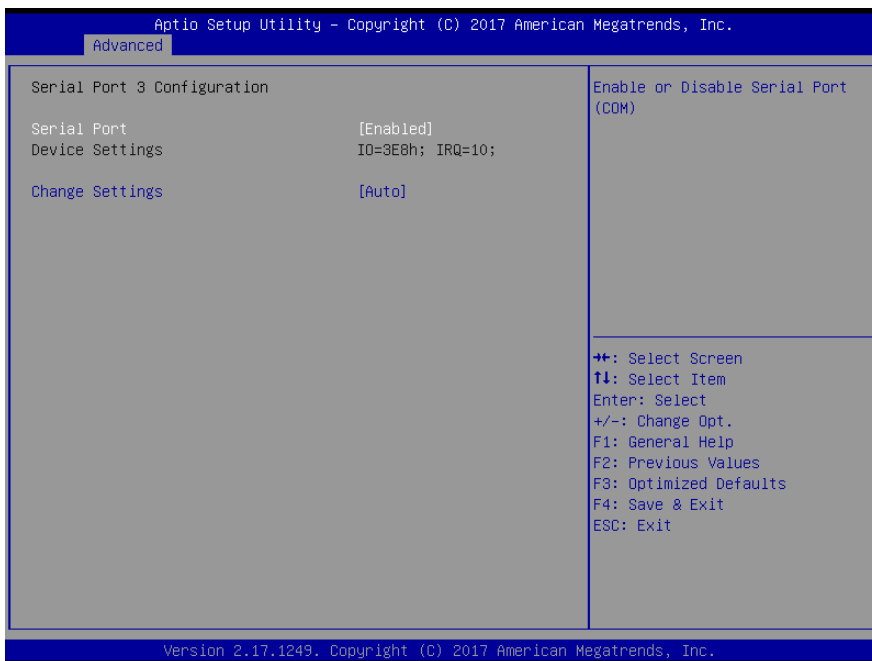 Aptio Setup Utility – Copyright (C) 2017 American Megatrends, Inc.
Advanced
Serial Port 3 Configuration
Serial Port [Enabled]
Device Settings IO=3E8h; IRQ=10;
Change Settings [Auto]
Enable or Disable Serial Port
(COM)
→←: Select Screen
↑↓: Select Item
Enter: Select
+/-: Change Opt.
F1: General Help
F2: Previous Values
F3: Optimized Defaults
F4: Save & Exit
ESC: Exit
Version 2.17.1249. Copyright (C) 2017 American Megatrends, Inc.